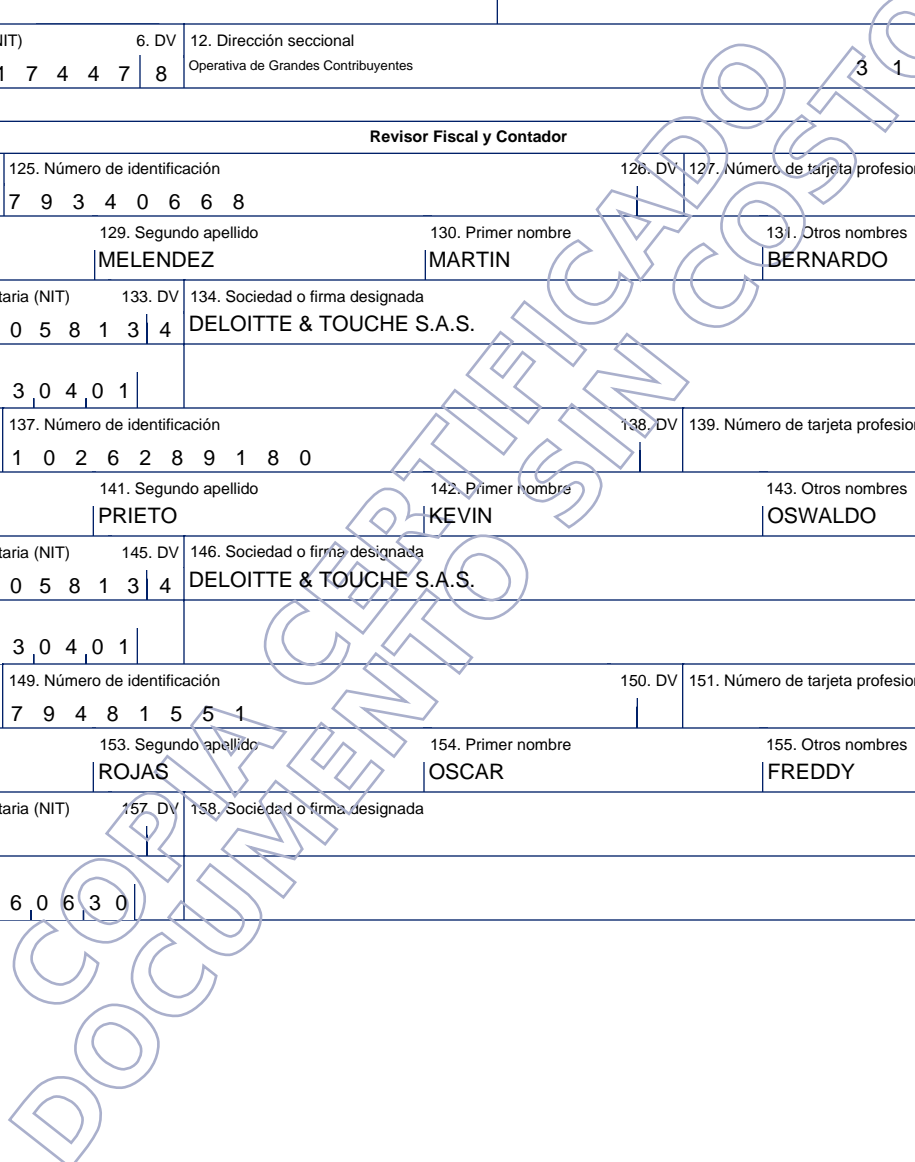 IIT) 6. DV 12. Dirección seccional
1 7 4 4 7 8 Operativa de Grandes Contribuyentes 3 1
Revisor Fiscal y Contador
125. Número de identificación 126. DV 127. Número de tarjeta profesion
7 9 3 4 0 6 6 8
129. Segundo apellido 130. Primer nombre 131. Otros nombres
MELENDEZ MARTIN BERNARDO
taria (NIT) 133. DV 134. Sociedad o firma designada
0 5 8 1 3 4 DELOITTE & TOUCHE S.A.S.
3 0 4 0 1
137. Número de identificación 138. DV 139. Número de tarjeta profesion
1 0 2 6 2 8 9 1 8 0
141. Segundo apellido 142. Primer nombre 143. Otros nombres
PRIETO KEVIN OSWALDO
taria (NIT) 145. DV 146. Sociedad o firma designada
0 5 8 1 3 4 DELOITTE & TOUCHE S.A.S.
3 0 4 0 1
149. Número de identificación 150. DV 151. Número de tarjeta profesion
7 9 4 8 1 5 5 1
153. Segundo apellido 154. Primer nombre 155. Otros nombres
ROJAS OSCAR FREDDY
taria (NIT) 157. DV 158. Sociedad o firma designada
6 0 6 3 0
COPIA CERTIFICADO
DOCUMENTO SIN COSTO